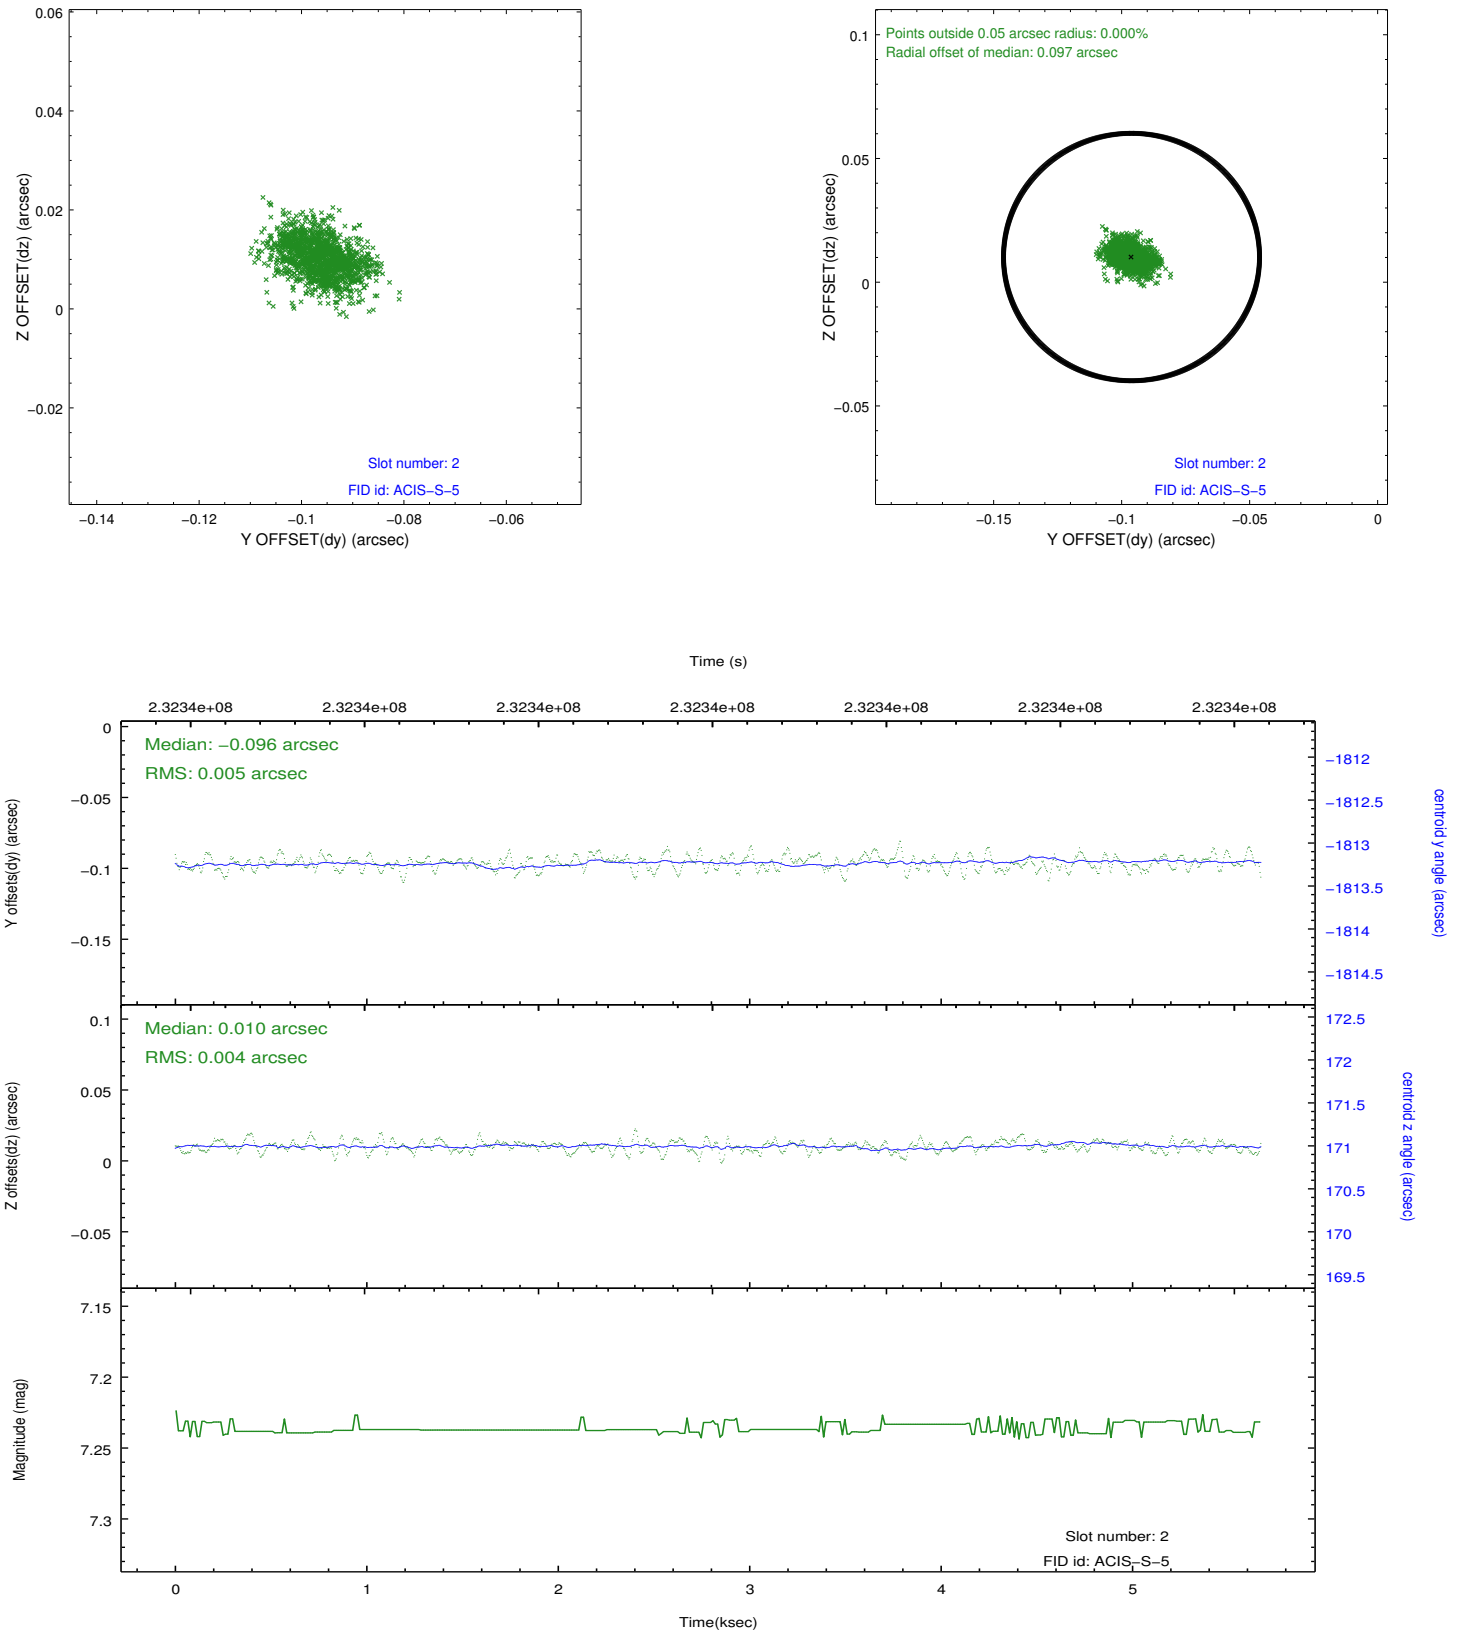 0.06
0.04
0.02
0
−0.02
Z OFFSET(dz) (arcsec)
Slot number: 2
FID id: ACIS−S−5
−0.14 −0.12 −0.1 −0.08 −0.06
Y OFFSET(dy) (arcsec)
Points outside 0.05 arcsec radius: 0.000%
Radial offset of median: 0.097 arcsec
0.1
0.05
0
−0.05
Z OFFSET(dz) (arcsec)
Slot number: 2
FID id: ACIS−S−5
−0.15 −0.1 −0.05 0
Y OFFSET(dy) (arcsec)
Time (s)
2.3234e+08 2.3234e+08 2.3234e+08 2.3234e+08 2.3234e+08 2.3234e+08 2.3234e+08
Median: −0.096 arcsec
RMS: 0.005 arcsec
0
−0.05
−0.1
−0.15
Y offsets(dy) (arcsec)
−1812
−1812.5
−1813
−1813.5
−1814
−1814.5
centroid y angle (arcsec)
Median: 0.010 arcsec
RMS: 0.004 arcsec
0.1
0.05
0
−0.05
Z offsets(dz) (arcsec)
172.5
172
171.5
171
170.5
170
169.5
centroid z angle (arcsec)
7.15
7.2
7.25
7.3
Magnitude (mag)
Slot number: 2
FID id: ACIS−S−5
0 1 2 3 4 5
Time(ksec)